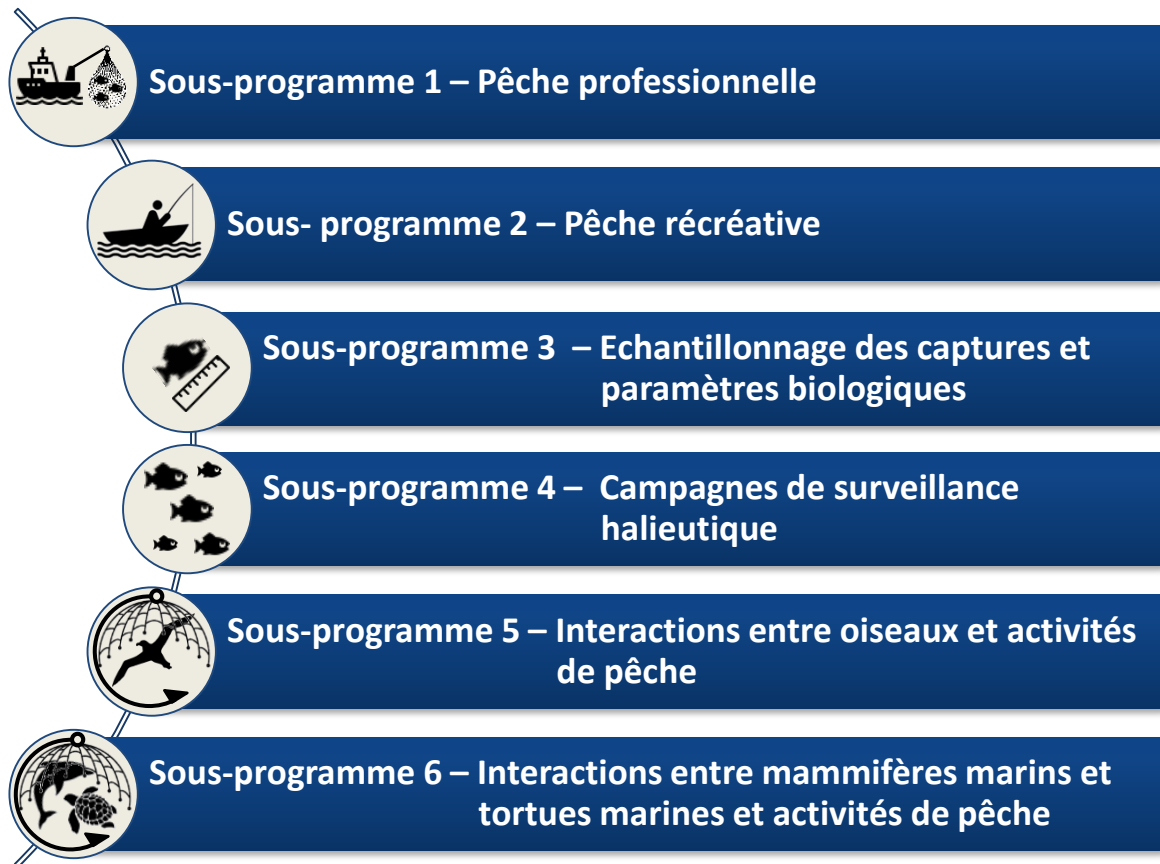 Sous-programme 1 – Pêche professionnelle
Sous- programme 2 – Pêche récréative
Sous-programme 3 – Echantillonnage des captures et
paramètres biologiques
Sous-programme 4 – Campagnes de surveillance
halieutique
Sous-programme 5 – Interactions entre oiseaux et activités
de pêche
Sous-programme 6 – Interactions entre mammifères marins et
tortues marines et activités de pêche